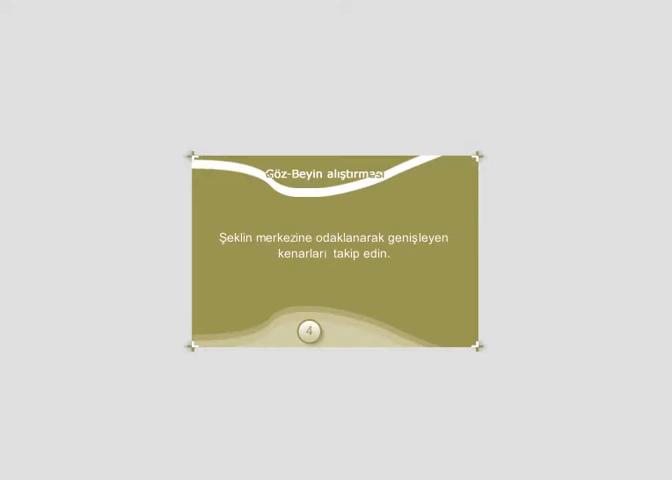 Göz-Beyin alıştırması
Şeklin merkezine odaklanarak genişleyen
kenarları takip edin.
4